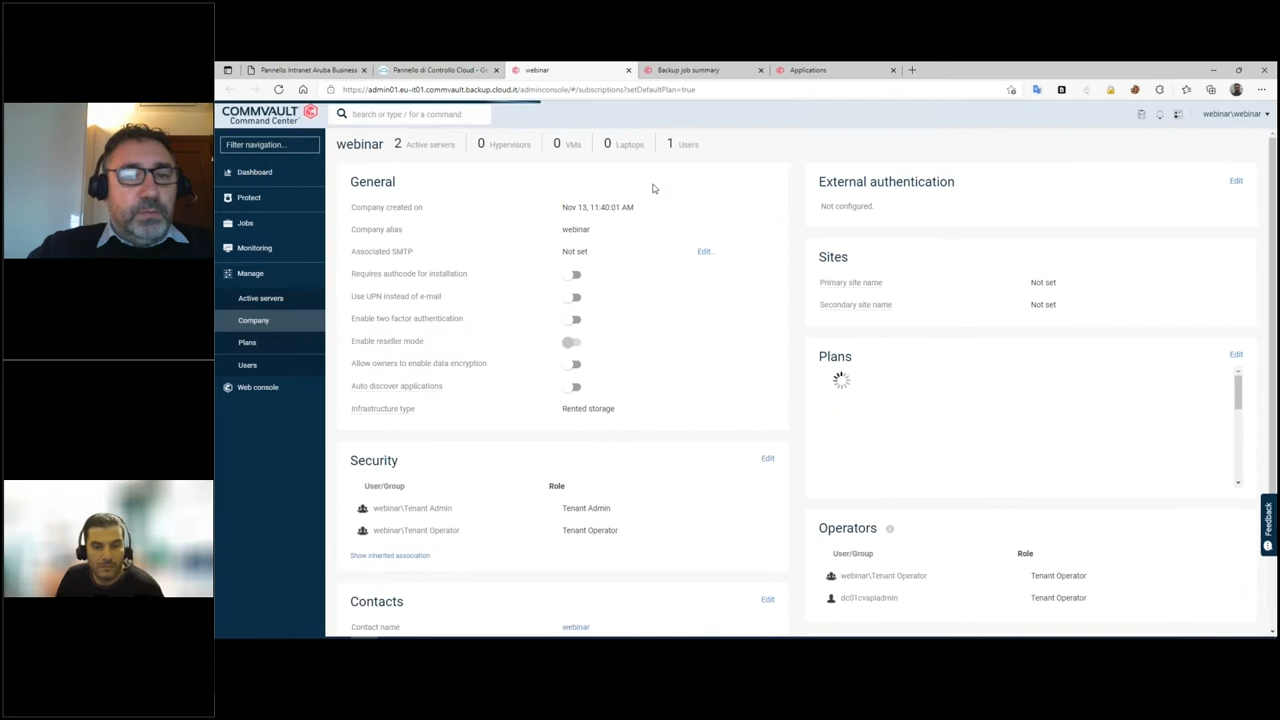 Pannello Intranet Aruba Business
Pannello di Controllo Cloud - G
webinar
Backup job summary
Applications
https://admin01.eu-it01.commvault.backup.cloud.it/adminconsole/#/subscriptions?setDefaultPlan=true
COMMVAULT
Command Center
Search or type / for a command
webinar\webinar
Filter navigation...
Dashboard
Protect
Jobs
Monitoring
Manage
Active servers
Company
Plans
Users
Web console
webinar 2 Active servers 0 Hypervisors 0 VMs 0 Laptops 1 Users
General
Company created on Nov 13, 11:40:01 AM
Company alias webinar
Associated SMTP Not set Edit...
Requires authcode for installation
Use UPN instead of e-mail
Enable two factor authentication
Enable reseller mode
Allow owners to enable data encryption
Auto discover applications
Infrastructure type Rented storage
Security Edit
User/Group Role
webinar\Tenant Admin Tenant Admin
webinar\Tenant Operator Tenant Operator
Show inherited association
Contacts Edit
Contact name webinar
External authentication Edit
Not configured.
Sites
Primary site name Not set
Secondary site name Not set
Plans Edit
Operators
User/Group Role
webinar\Tenant Operator Tenant Operator
dc01cvapiadmin Tenant Operator
Feedback